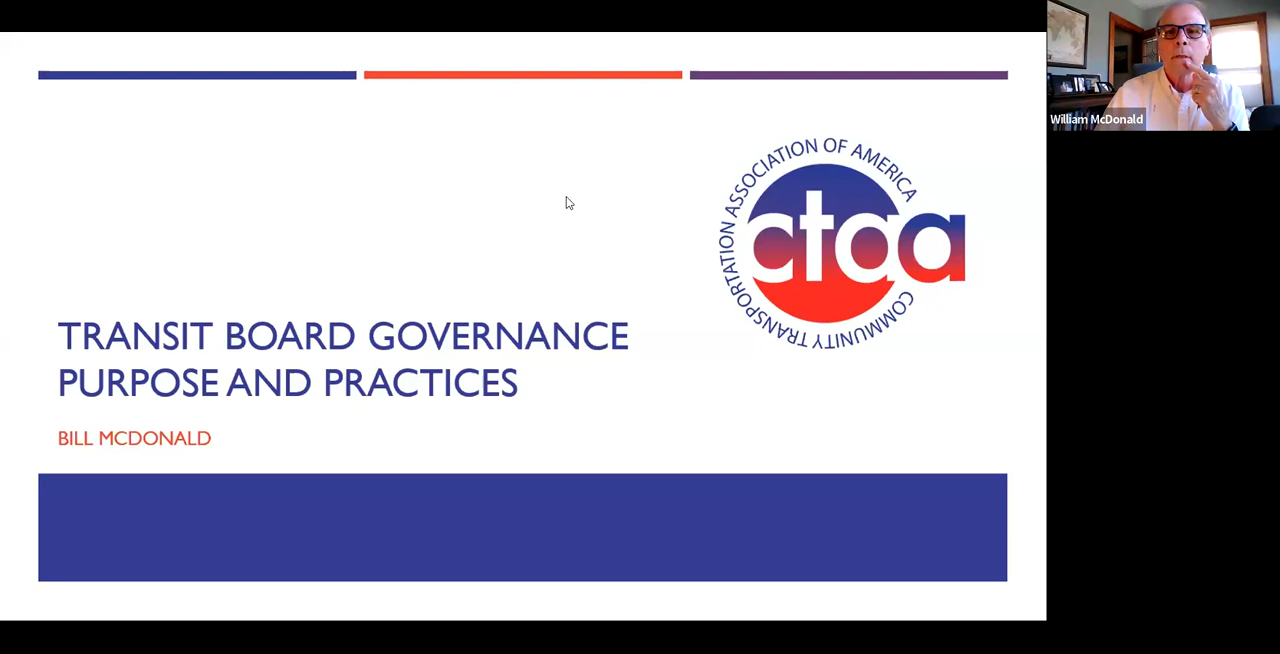 COMMUNITY TRANSPORTATION ASSOCIATION OF AMERICA
ctaa
TRANSIT BOARD GOVERNANCE
PURPOSE AND PRACTICES
BILL MCDONALD
William McDonald